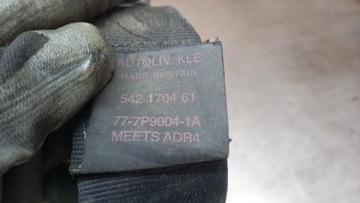 AUTOLIV KLE
MADE IN SPAIN
542 1704 61
77-7P9004-1A
MEETS ADR4